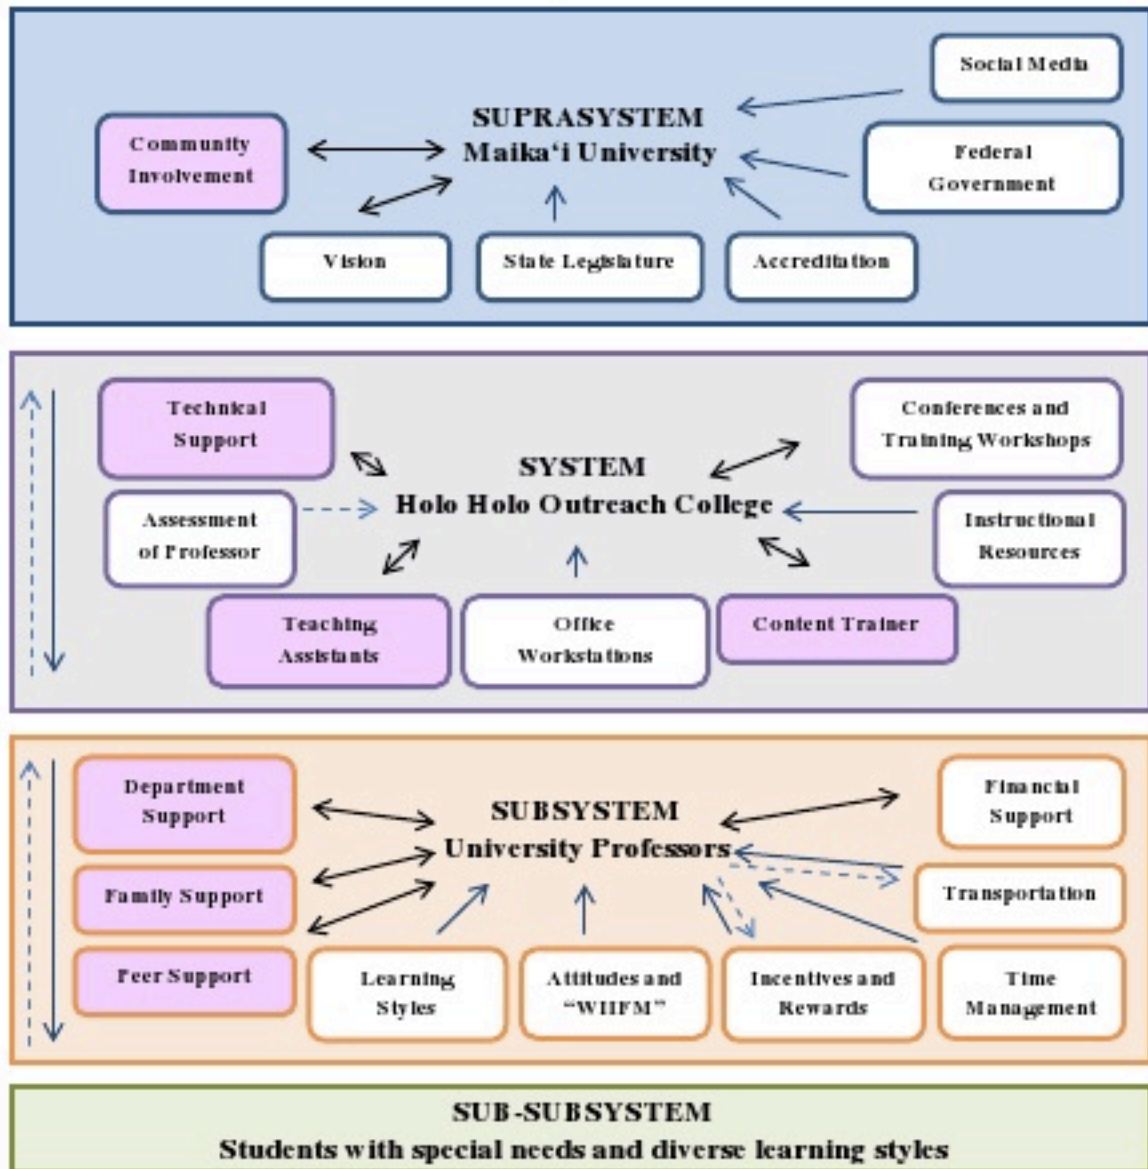 Social Media
SUPRASYSTEM
Maika‘i University
Community
Involvement
Federal
Government
Vision
State Legislature
Accreditation
Technical
Support
Conferences and
Training Workshops
SYSTEM
Holo Holo Outreach College
Assessment
of Professor
Instructional
Resources
Teaching
Assistants
Office
Workstations
Content Trainer
Department
Support
Financial
Support
SUBSYSTEM
University Professors
Family Support
Transportation
Peer Support
Learning
Styles
Attitudes and
“WIIFM”
Incentives and
Rewards
Time
Management
SUB-SUBSYSTEM
Students with special needs and diverse learning styles